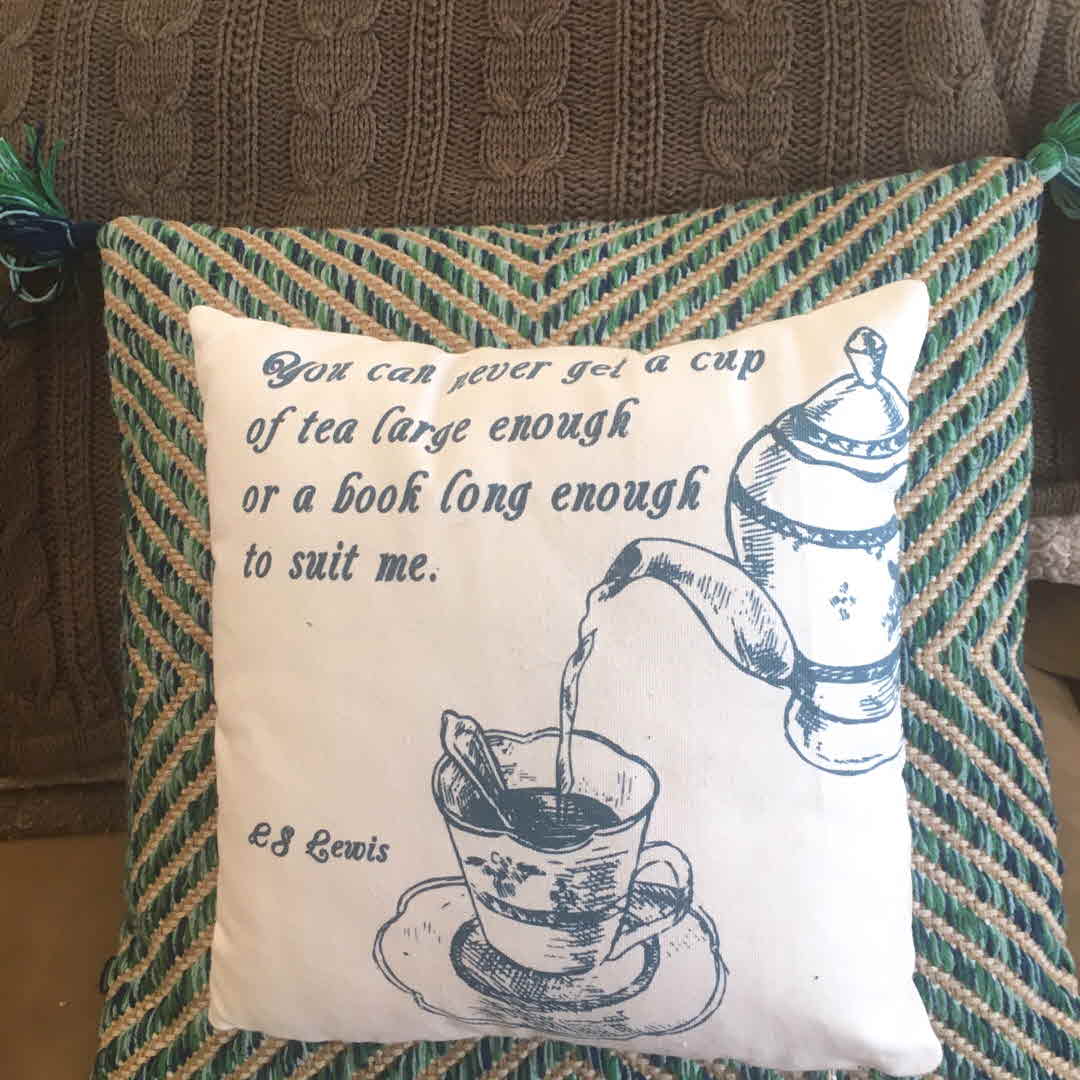 You can never get a cup
of tea large enough
or a book long enough
to suit me.
CS Lewis